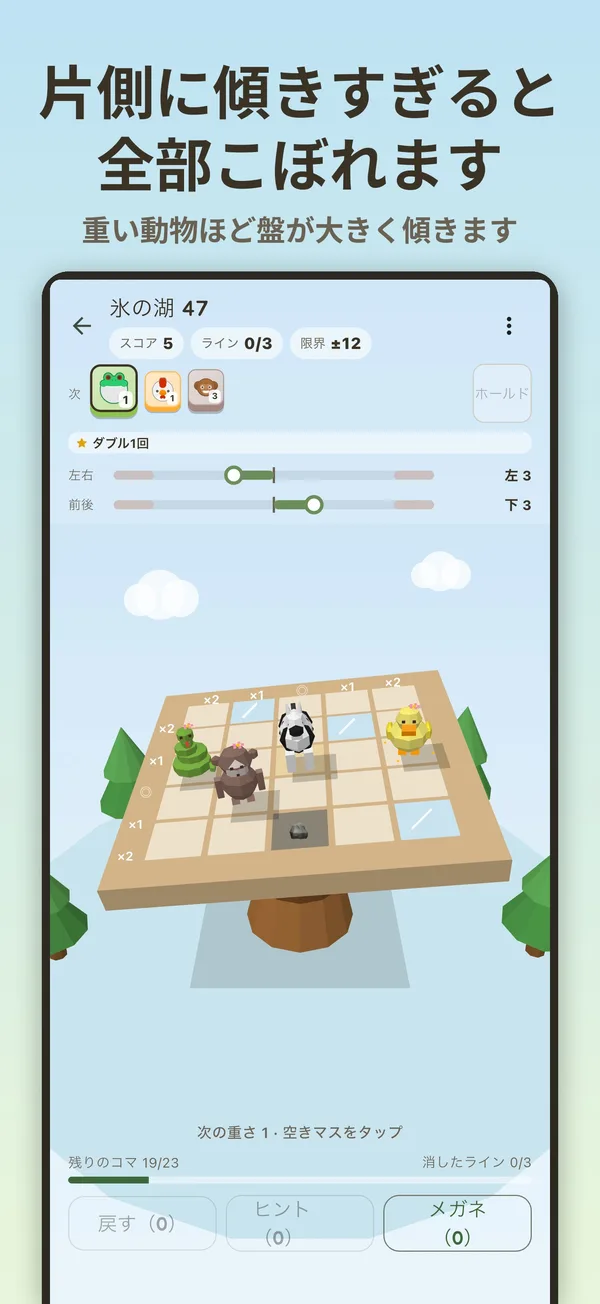 片側に傾きすぎると
全部こぼれます
重い動物ほど盤が大きく傾きます
氷の湖 47
スコア 5 ライン 0/3 限界 ±12
次 1 1 3 ホールド
ダブル1回
左右 左 3
前後 下 3
×2 ×1 ×1 ×2
×2
×1
×1
×2
次の重さ 1・空きマスをタップ
残りのコマ 19/23 消したライン 0/3
戻す（0） ヒント（0） メガネ（0）